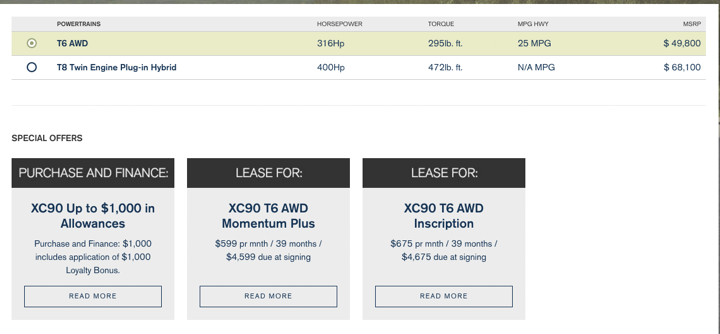 POWERTRAINS HORSEPOWER TORQUE MPG HWY MSRP
T6 AWD 316Hp 295lb. ft. 25 MPG $ 49,800
T8 Twin Engine Plug-in Hybrid 400Hp 472lb. ft. N/A MPG $ 68,100
SPECIAL OFFERS
PURCHASE AND FINANCE:
XC90 Up to $1,000 in
Allowances
Purchase and Finance: $1,000
includes application of $1,000
Loyalty Bonus.
READ MORE
LEASE FOR:
XC90 T6 AWD
Momentum Plus
$599 pr mnth / 39 months /
$4,599 due at signing
READ MORE
LEASE FOR:
XC90 T6 AWD
Inscription
$675 pr mnth / 39 months /
$4,675 due at signing
READ MORE